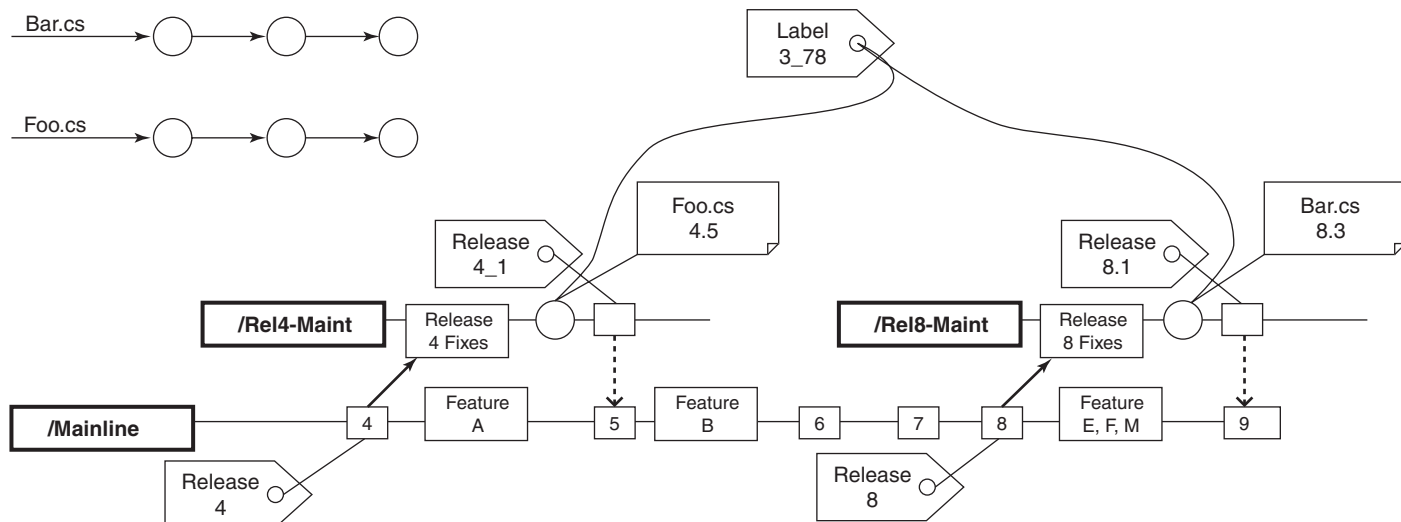 Bar.cs
Label
3_78
Foo.cs
Foo.cs
4.5
Bar.cs
8.3
Release
4_1
Release
8.1
/Rel4-Maint
Release
4 Fixes
/Rel8-Maint
Release
8 Fixes
/Mainline
4
Feature
A
5
Feature
B
6
7
8
Feature
E, F, M
9
Release
4
Release
8